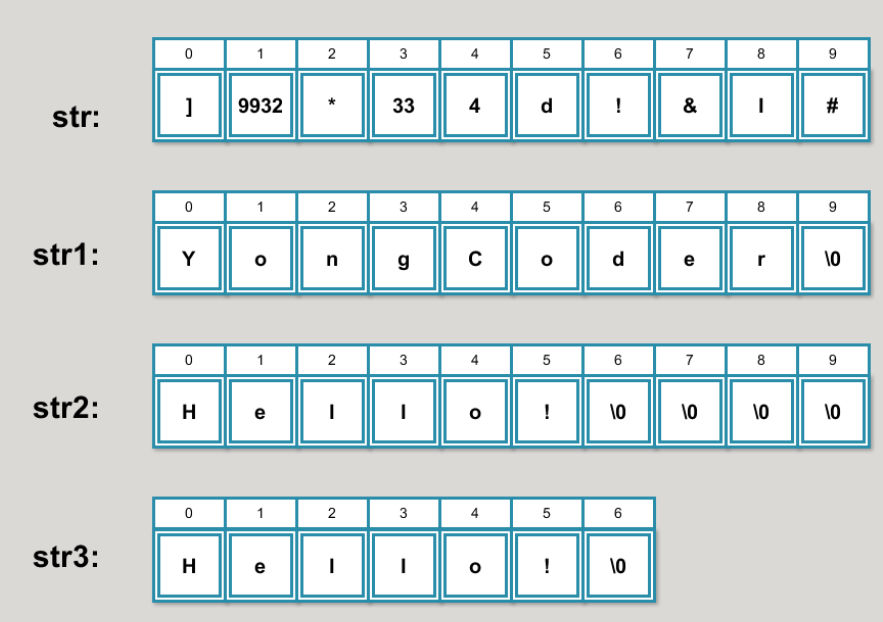 0 1 2 3 4 5 6 7 8 9
str: ] 9932 * 33 4 d ! & l #
0 1 2 3 4 5 6 7 8 9
str1: Y o n g C o d e r \0
0 1 2 3 4 5 6 7 8 9
str2: H e l l o ! \0 \0 \0 \0
0 1 2 3 4 5 6
str3: H e l l o ! \0